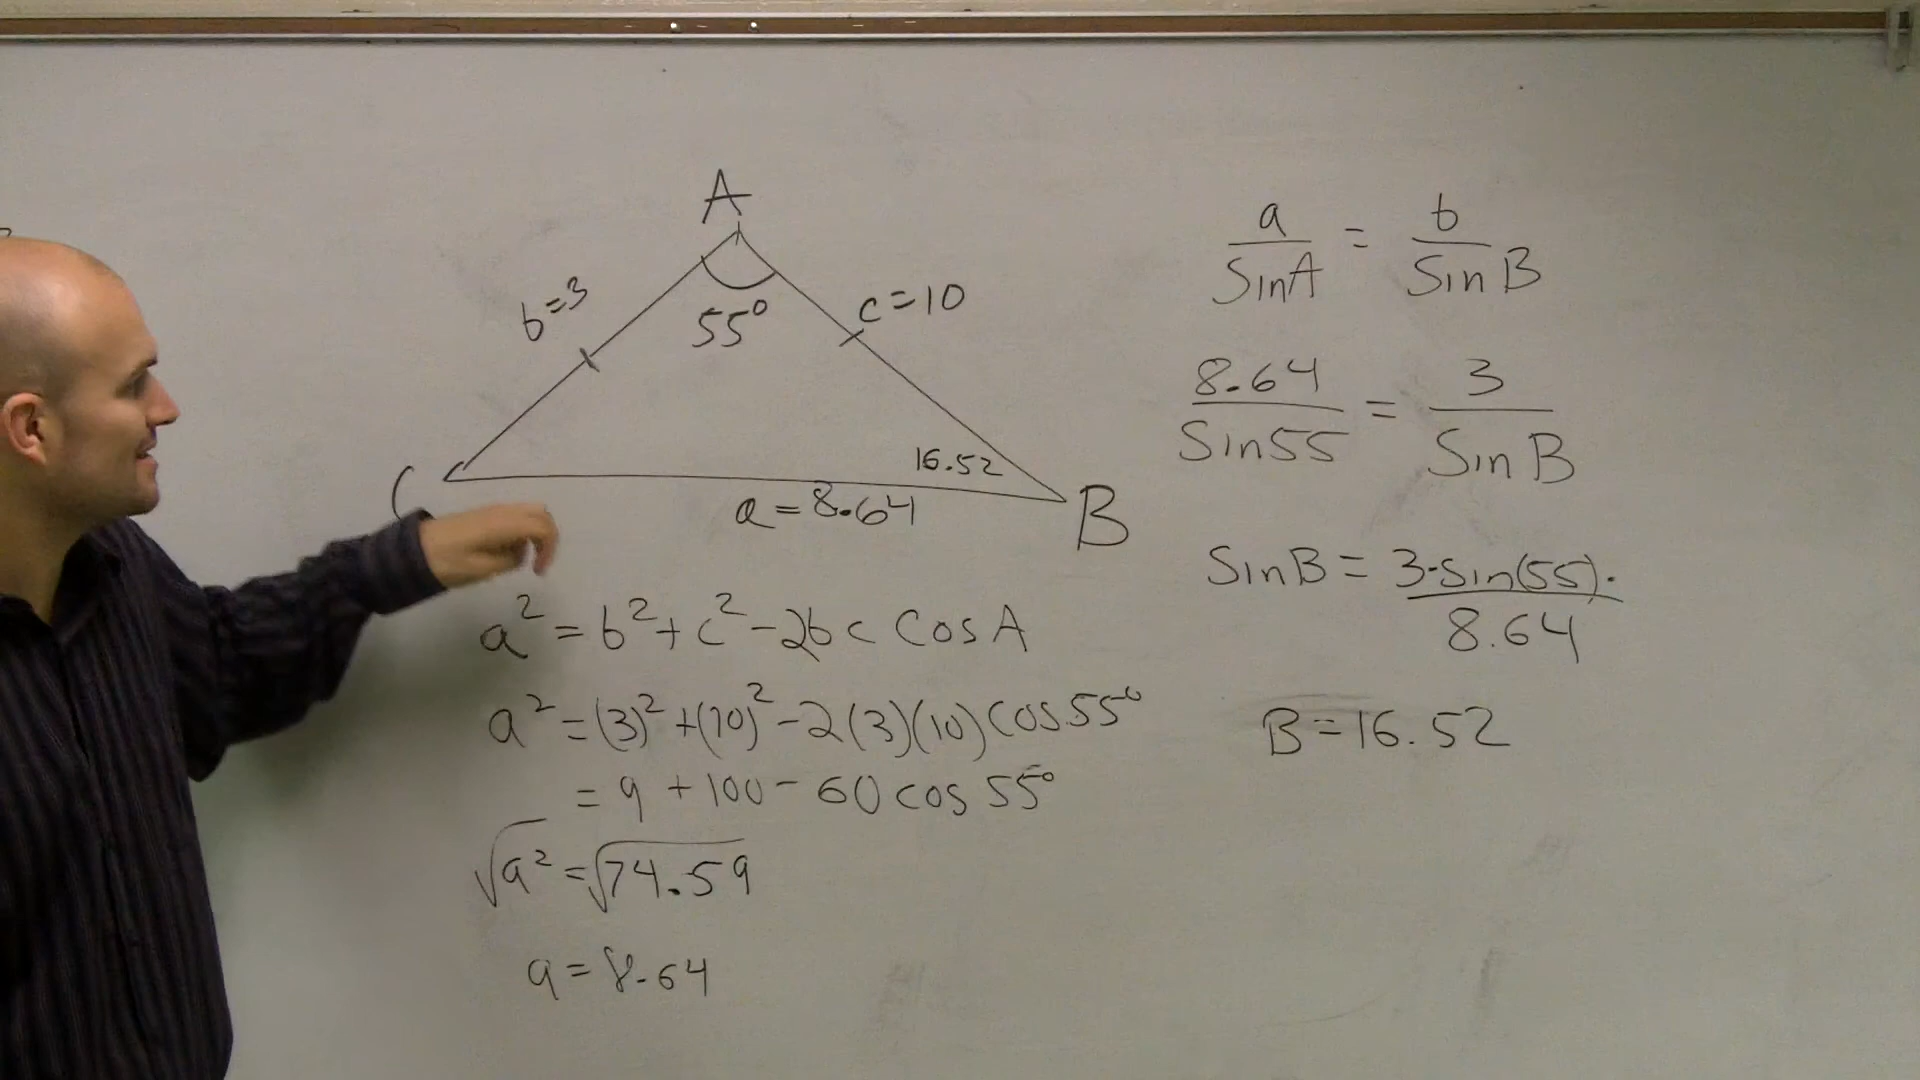 A
b=3
c=10
55°
16.52
C
a=8.64
B
a² = b² + c² - 2bc Cos A
a² = (3)² + (10)² - 2(3)(10) Cos 55°
= 9 + 100 - 60 cos 55°
√a² = √74.59
a = 8.64
a/SinA = b/Sin B
8.64/Sin55 = 3/Sin B
SinB = 3·Sin(55)·/8.64
B=16.52